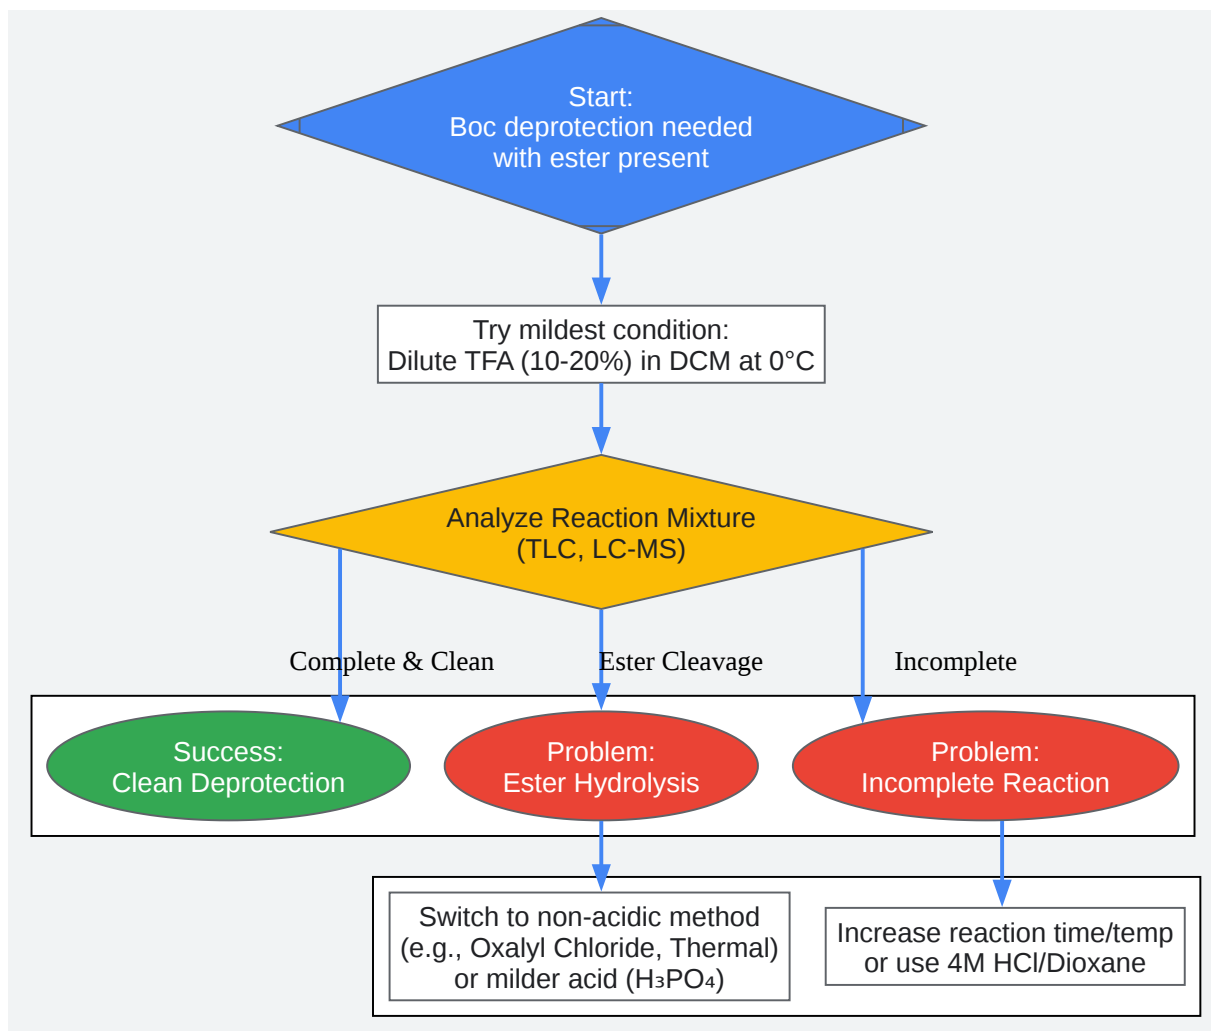 Start:
Boc deprotection needed
with ester present
Try mildest condition:
Dilute TFA (10-20%) in DCM at 0°C
Analyze Reaction Mixture
(TLC, LC-MS)
Complete & Clean
Ester Cleavage
Incomplete
Success:
Clean Deprotection
Problem:
Ester Hydrolysis
Problem:
Incomplete Reaction
Switch to non-acidic method
(e.g., Oxalyl Chloride, Thermal)
or milder acid (H₃PO₄)
Increase reaction time/temp
or use 4M HCl/Dioxane